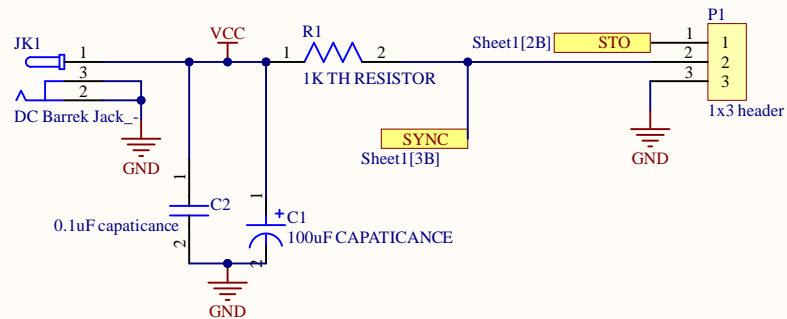 JK1
1
3
2
DC Barrek Jack_-
GND
VCC
R1
1
2
1K TH RESISTOR
Sheet1[2B]
STO
SYNC
Sheet1[3B]
P1
1
1
2
2
3
3
1x3 header
GND
1
C2
0.1uF capaticance
2
1
+
C1
100uF CAPATICANCE
2
GND